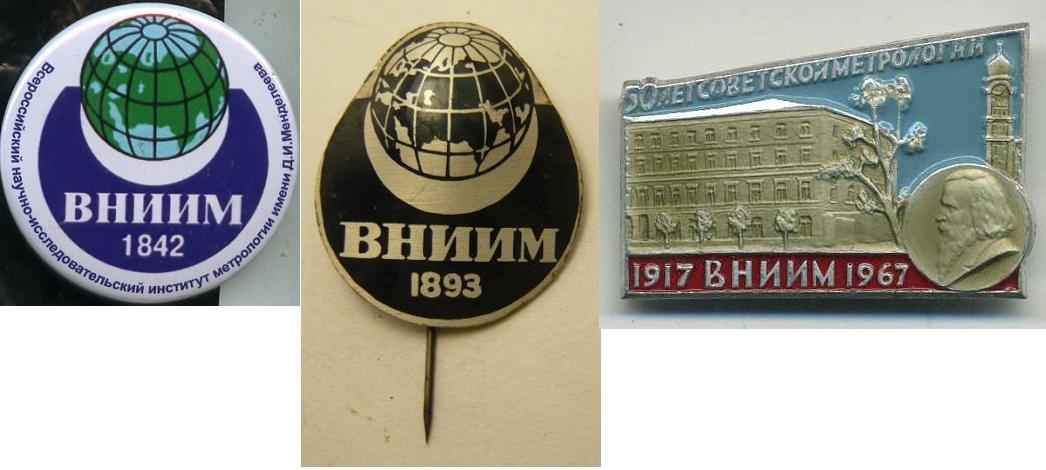 Всероссийский научно-исследовательский институт метрологии имени Д.И.Менделеева
ВНИИМ
1842
ВНИИМ
1893
50 ЛЕТ СОВЕТСКОЙ МЕТРОЛОГИИ
1917 ВНИИМ 1967